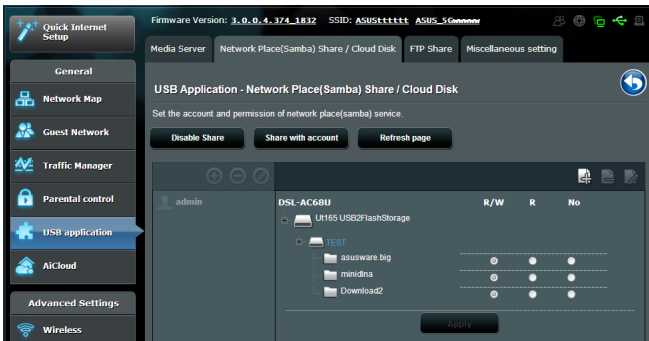 Quick Internet
Setup
Firmware Version: 3.0.0.4.374_1832 SSID: ASUStttttt ASUS_5Gnnnnnr
Media Server
Network Place(Samba) Share / Cloud Disk
FTP Share
Miscellaneous setting
General
Network Map
Guest Network
Traffic Manager
Parental control
USB application
AiCloud
Advanced Settings
Wireless
USB Application - Network Place(Samba) Share / Cloud Disk
Set the account and permission of network place(samba) service.
Disable Share
Share with account
Refresh page
admin
DSL-AC68U R/W R No
Ut165 USB2FlashStorage
TEST
asusware.big
minidlna
Download2
Apply